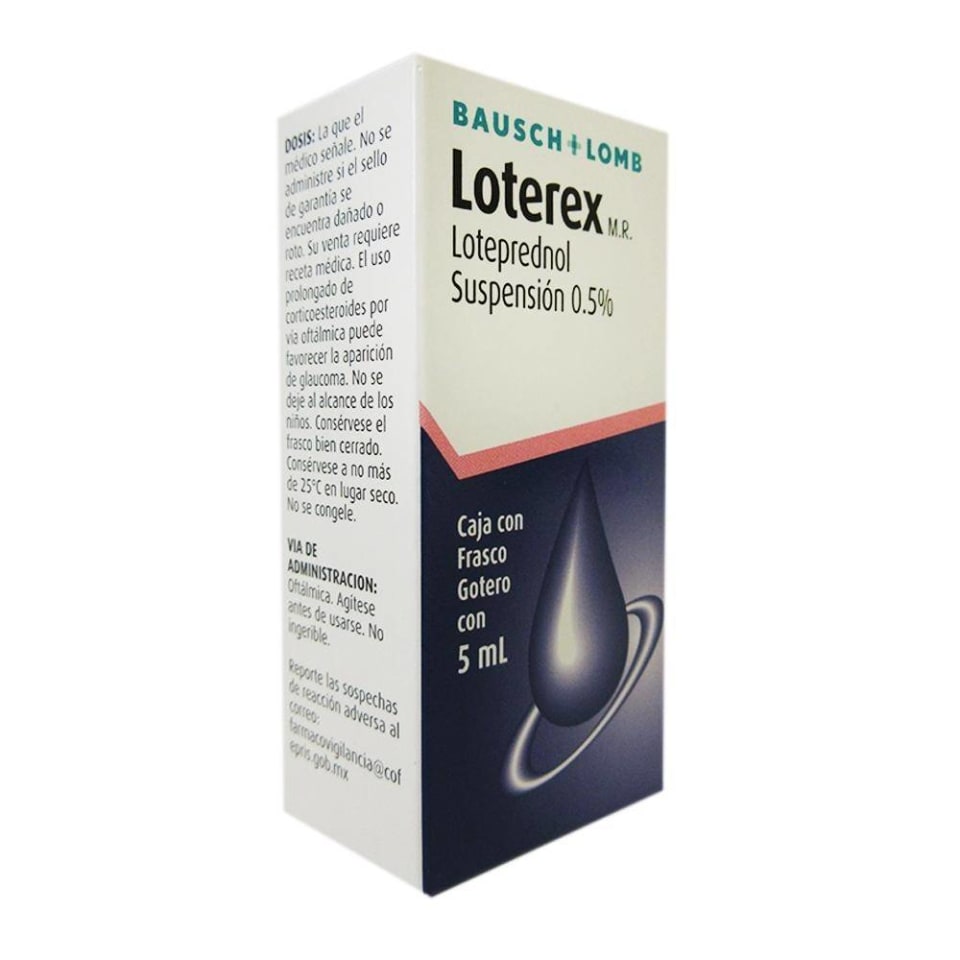 DOSIS: La que el
médico señale. No se
administre si el sello
de garantía se
encuentra dañado o
roto. Su venta requiere
receta médica. El uso
prolongado de
corticoesteroides por
vía oftálmica puede
favorecer la aparición
de glaucoma. No se
deje al alcance de los
niños. Consérvese el
frasco bien cerrado.
Consérvese a no más
de 25°C en lugar seco.
No se congele.
VIA DE
ADMINISTRACION:
Oftálmica. Agítese
antes de usarse. No
ingerible.
Reporte las sospechas
de reacción adversa al
correo:
farmacovigilancia@cof
epris.gob.mx
BAUSCH+LOMB
Loterex M.R.
Loteprednol
Suspensión 0.5%
Caja con
Frasco
Gotero
con
5 mL